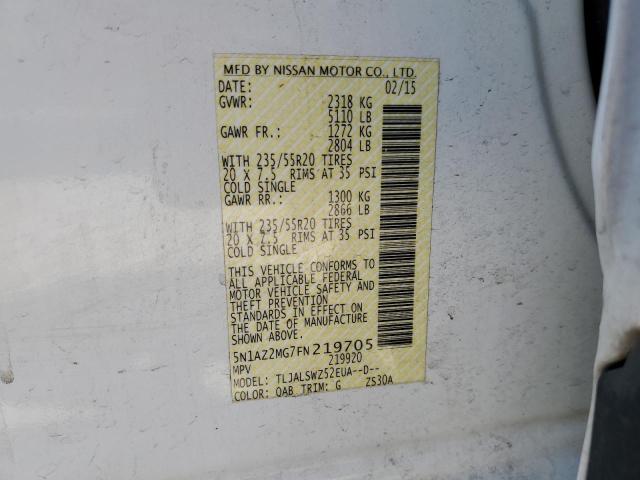 MFD BY NISSAN MOTOR CO., LTD.
DATE: 02/15
GVWR: 2318 KG
5110 LB
GAWR FR.: 1272 KG
2804 LB
WITH 235/55R20 TIRES
20 X 7.5 RIMS AT 35 PSI
COLD SINGLE
GAWR RR.: 1300 KG
2866 LB
WITH 235/55R20 TIRES
20 X 7.5 RIMS AT 35 PSI
COLD SINGLE
THIS VEHICLE CONFORMS TO
ALL APPLICABLE FEDERAL
MOTOR VEHICLE SAFETY AND
THEFT PREVENTION
STANDARDS IN EFFECT ON
THE DATE OF MANUFACTURE
SHOWN ABOVE.
5N1AZ2MG7FN219705
MPV 219920
MODEL: TLJALSWZ52EUA--D--
COLOR: QAB TRIM: G ZS30A